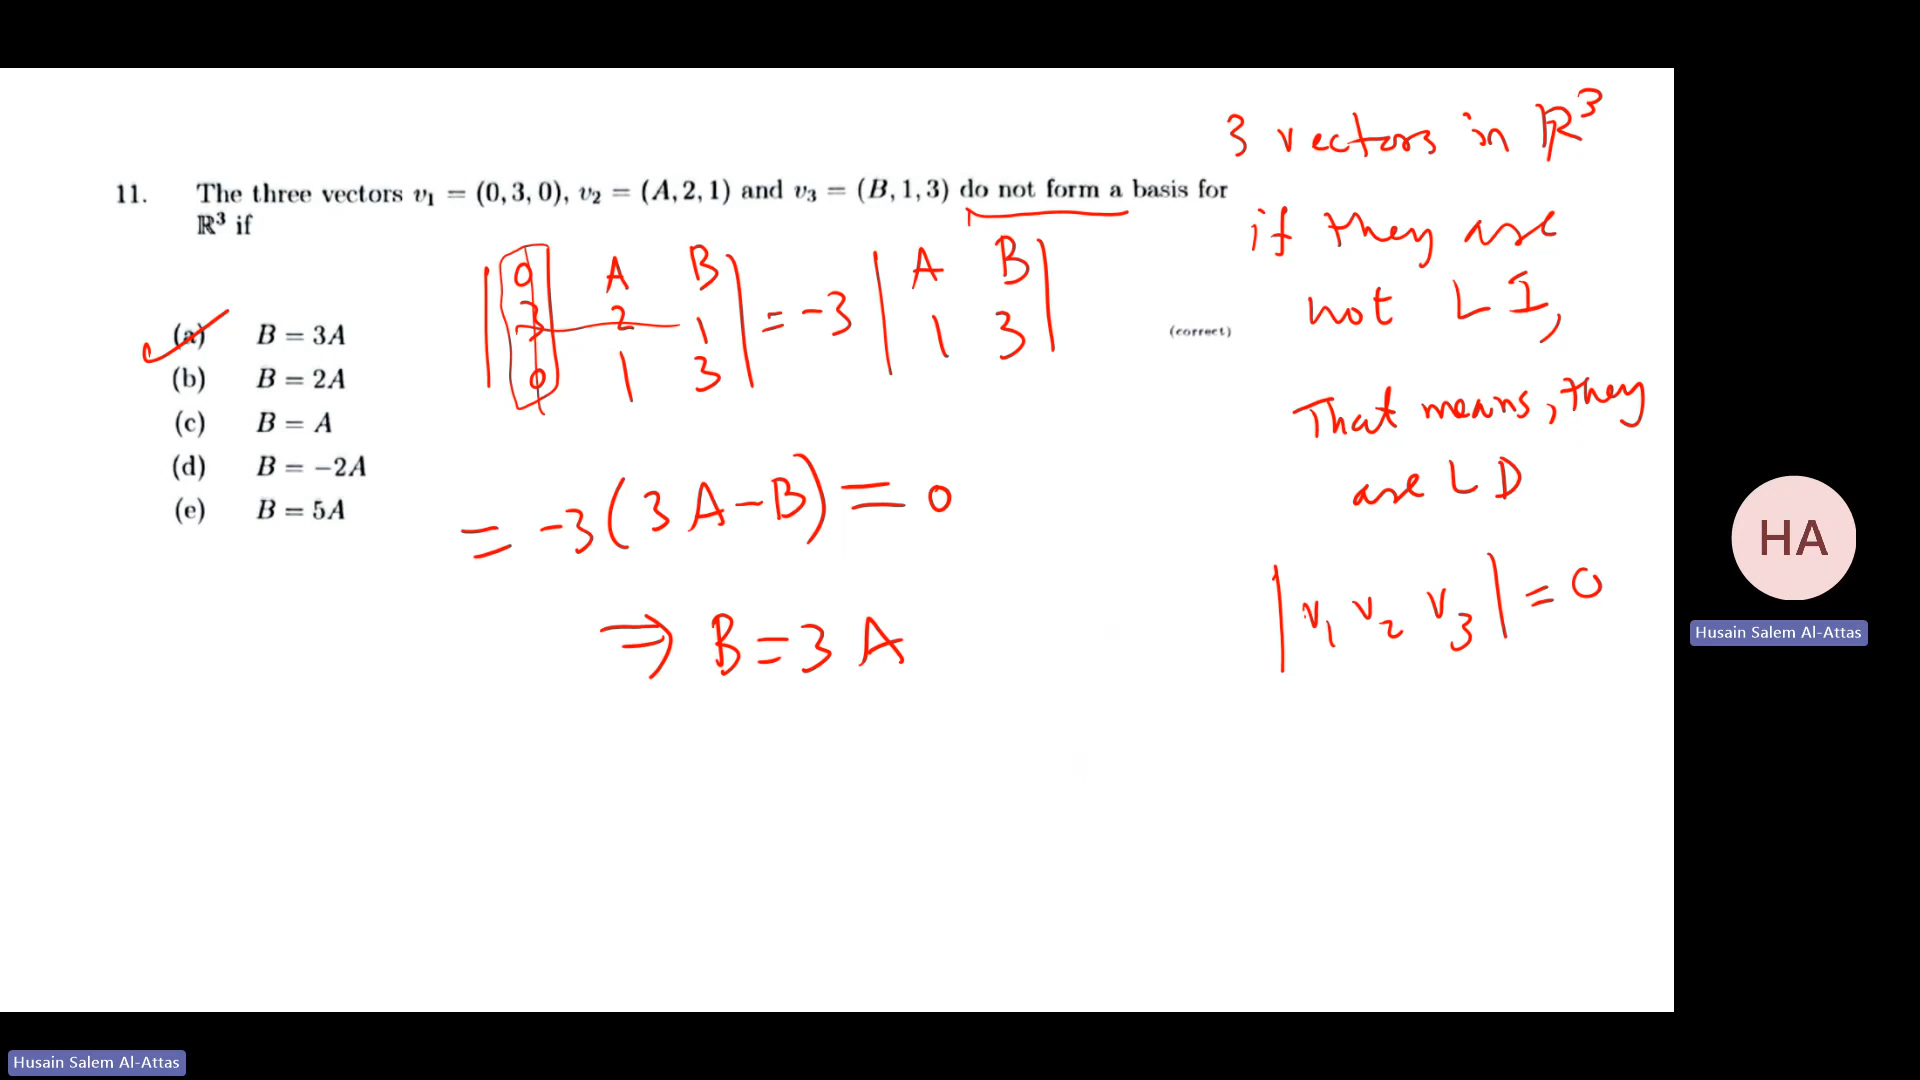 11. The three vectors v₁ = (0, 3, 0), v₂ = (A, 2, 1) and v₃ = (B, 1, 3) do not form a basis for
ℝ³ if
(a) B = 3A (correct)
(b) B = 2A
(c) B = A
(d) B = −2A
(e) B = 5A
| 0 A B |
| 3 2 1 |
| 0 1 3 |
= -3
| A B |
| 1 3 |
= -3(3A-B) = 0
⇒ B = 3A
3 vectors in ℝ³
if they are
not LI,
That means, they
are LD
| v₁ v₂ v₃ | = 0
HA
Husain Salem Al-Attas
Husain Salem Al-Attas